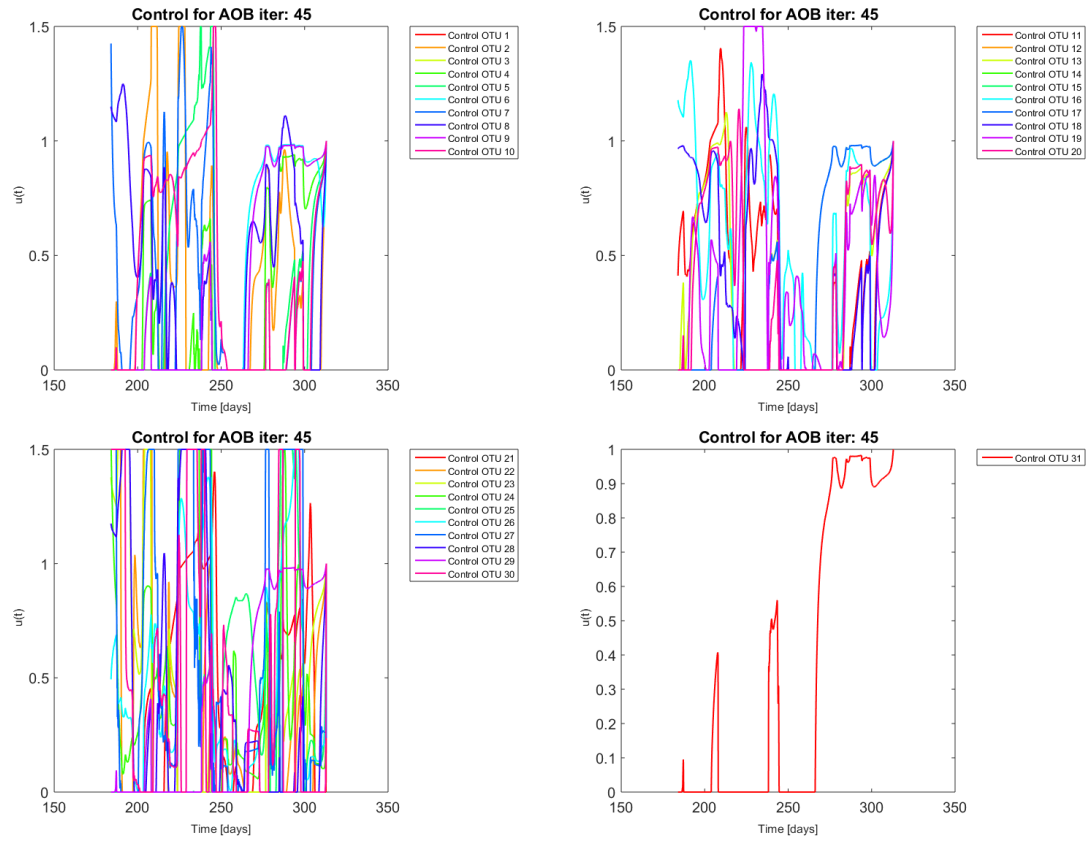 Control for AOB iter: 45
1.5
1
0.5
0
u(t)
150
200
250
300
350
Time [days]
Control OTU 1
Control OTU 2
Control OTU 3
Control OTU 4
Control OTU 5
Control OTU 6
Control OTU 7
Control OTU 8
Control OTU 9
Control OTU 10
Control for AOB iter: 45
1.5
1
0.5
0
u(t)
150
200
250
300
350
Time [days]
Control OTU 11
Control OTU 12
Control OTU 13
Control OTU 14
Control OTU 15
Control OTU 16
Control OTU 17
Control OTU 18
Control OTU 19
Control OTU 20
Control for AOB iter: 45
1.5
1
0.5
0
u(t)
150
200
250
300
350
Time [days]
Control OTU 21
Control OTU 22
Control OTU 23
Control OTU 24
Control OTU 25
Control OTU 26
Control OTU 27
Control OTU 28
Control OTU 29
Control OTU 30
Control for AOB iter: 45
1
0.9
0.8
0.7
0.6
0.5
0.4
0.3
0.2
0.1
0
u(t)
150
200
250
300
350
Time [days]
Control OTU 31